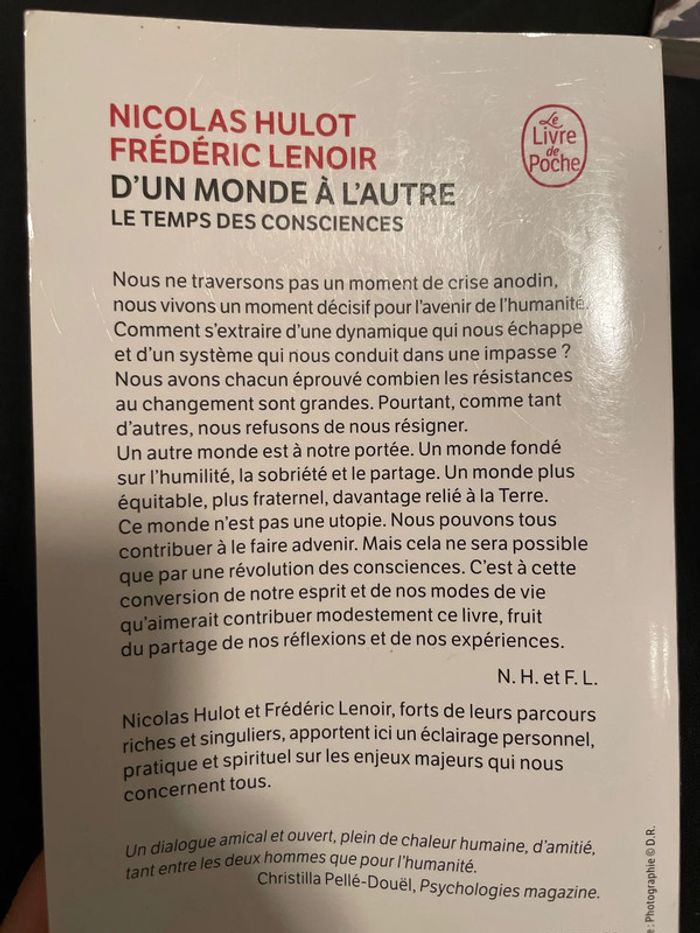 NICOLAS HULOT
FRÉDÉRIC LENOIR
D'UN MONDE À L'AUTRE
LE TEMPS DES CONSCIENCES
Le
Livre
de
Poche
Nous ne traversons pas un moment de crise anodin,
nous vivons un moment décisif pour l'avenir de l'humanité.
Comment s'extraire d'une dynamique qui nous échappe
et d'un système qui nous conduit dans une impasse ?
Nous avons chacun éprouvé combien les résistances
au changement sont grandes. Pourtant, comme tant
d'autres, nous refusons de nous résigner.
Un autre monde est à notre portée. Un monde fondé
sur l'humilité, la sobriété et le partage. Un monde plus
équitable, plus fraternel, davantage relié à la Terre.
Ce monde n'est pas une utopie. Nous pouvons tous
contribuer à le faire advenir. Mais cela ne sera possible
que par une révolution des consciences. C'est à cette
conversion de notre esprit et de nos modes de vie
qu'aimerait contribuer modestement ce livre, fruit
du partage de nos réflexions et de nos expériences.
N. H. et F. L.
Nicolas Hulot et Frédéric Lenoir, forts de leurs parcours
riches et singuliers, apportent ici un éclairage personnel,
pratique et spirituel sur les enjeux majeurs qui nous
concernent tous.
Un dialogue amical et ouvert, plein de chaleur humaine, d'amitié,
tant entre les deux hommes que pour l'humanité.
Christilla Pellé-Douël, Psychologies magazine.
: Photographie © D.R.